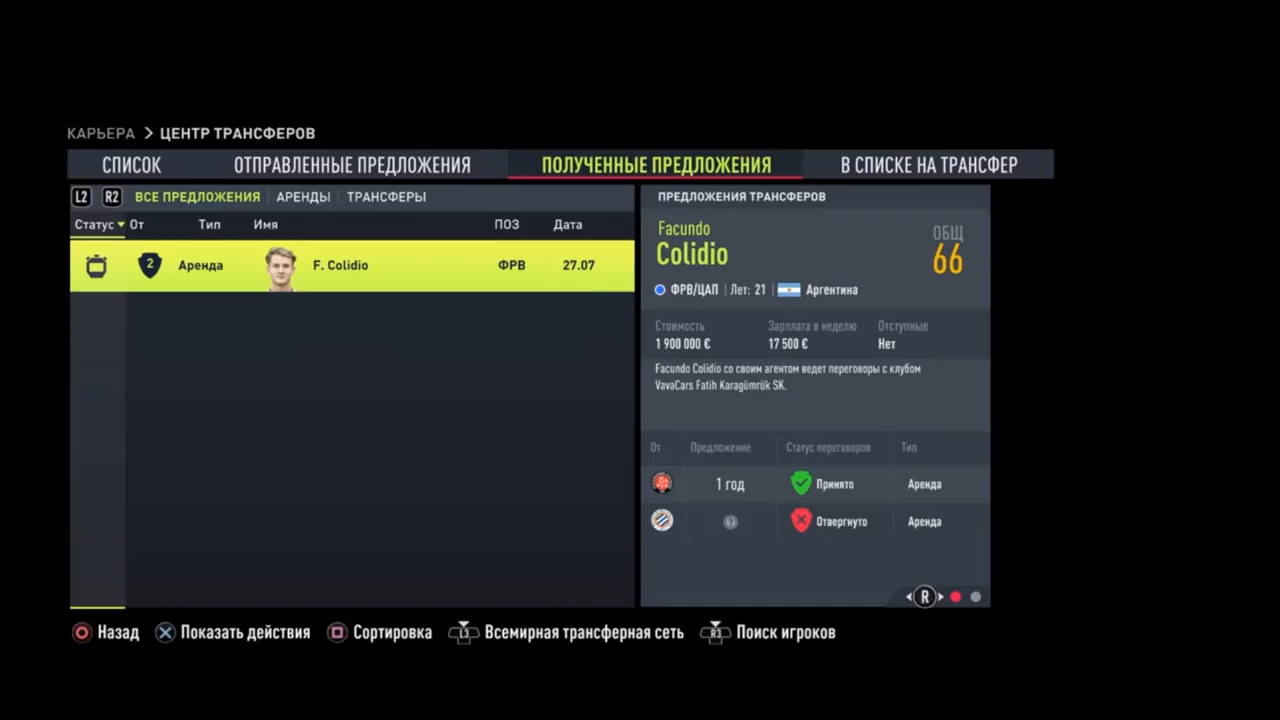 КАРЬЕРА > ЦЕНТР ТРАНСФЕРОВ
СПИСОК ОТПРАВЛЕННЫЕ ПРЕДЛОЖЕНИЯ ПОЛУЧЕННЫЕ ПРЕДЛОЖЕНИЯ В СПИСКЕ НА ТРАНСФЕР
L2 R2 ВСЕ ПРЕДЛОЖЕНИЯ АРЕНДЫ ТРАНСФЕРЫ
Статус От Тип Имя ПОЗ Дата
2 Аренда F. Colidio ФРВ 27.07
ПРЕДЛОЖЕНИЯ ТРАНСФЕРОВ
Facundo
Colidio
ОБЩ
66
ФРВ/ЦАП Лет: 21 Аргентина
Стоимость Зарплата в неделю Отступные
1 900 000 € 17 500 € Нет
Facundo Colidio со своим агентом ведет переговоры с клубом
VavaCars Fatih Karagümrük SK.
От Предложение Статус переговоров Тип
1 год Принято Аренда
Отвергнуто Аренда
R
Назад Показать действия Сортировка L3 Всемирная трансферная сеть R3 Поиск игроков